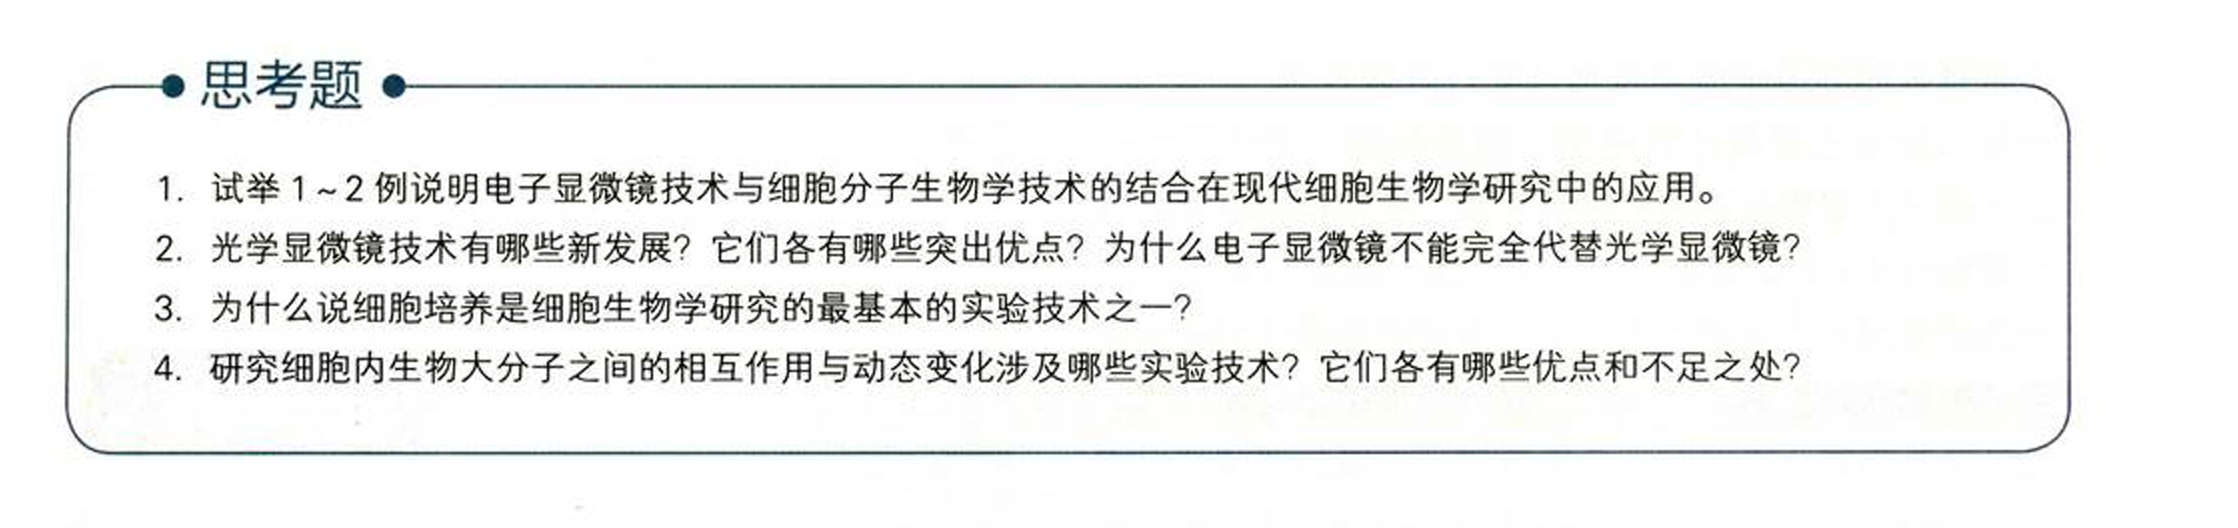 思考题
1. 试举 1~2 例说明电子显微镜技术与细胞分子生物学技术的结合在现代细胞生物学研究中的应用。
2. 光学显微镜技术有哪些新发展？它们各有哪些突出优点？为什么电子显微镜不能完全代替光学显微镜？
3. 为什么说细胞培养是细胞生物学研究的最基本的实验技术之一？
4. 研究细胞内生物大分子之间的相互作用与动态变化涉及哪些实验技术？它们各有哪些优点和不足之处？